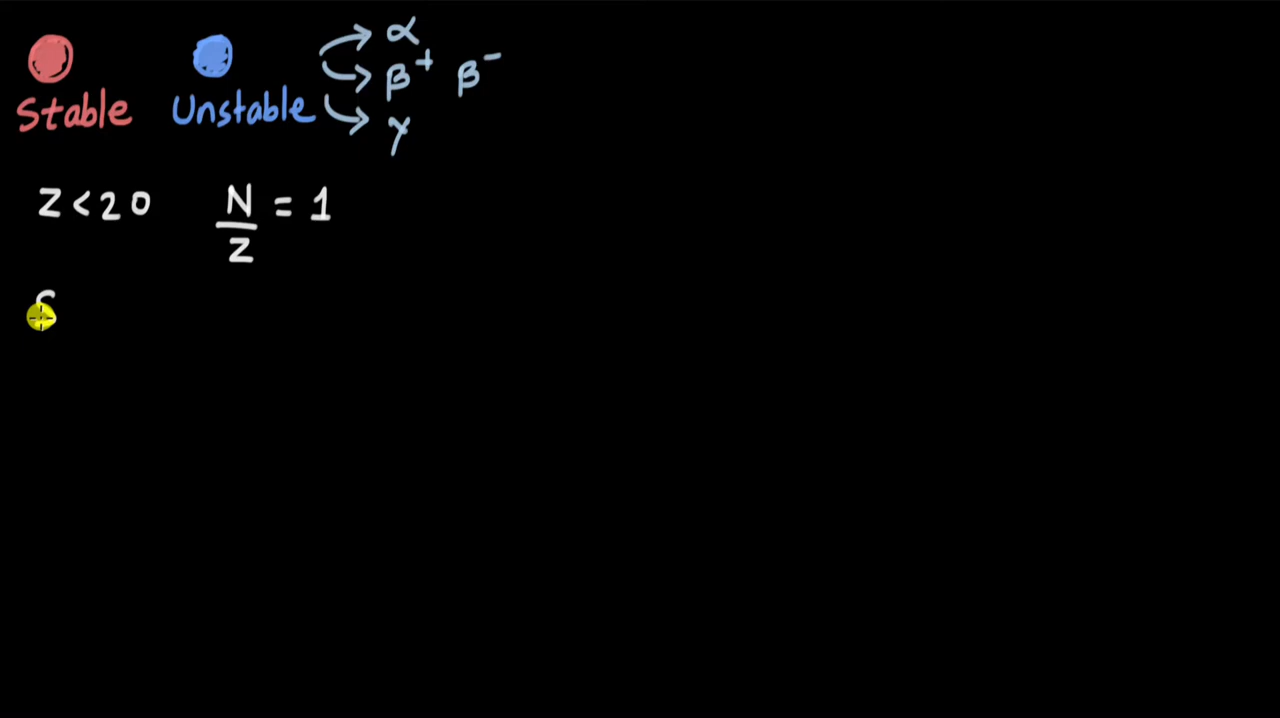 Stable Unstable
α
β⁺ β⁻
γ
Z < 20 N/Z = 1